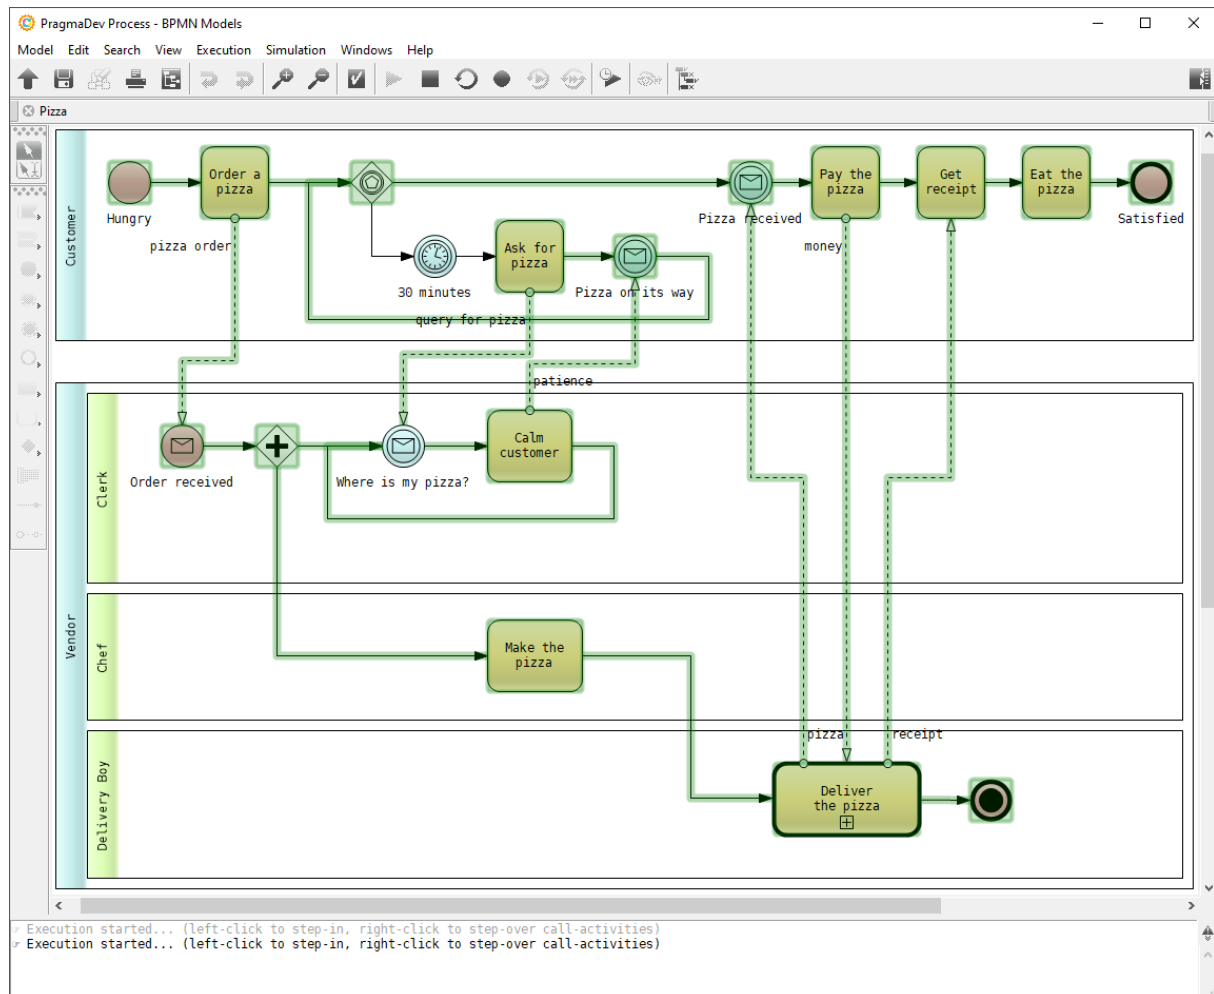 PragmaDev Process - BPMN Models
Model Edit Search View Execution Simulation Windows Help
Pizza
Customer
Hungry
Order a
pizza
pizza order
30 minutes
Ask for
pizza
Pizza on its way
query for pizza
Pizza received
Pay the
pizza
money
Get
receipt
Eat the
pizza
Satisfied
patience
Vendor
Clerk
Order received
Where is my pizza?
Calm
customer
Chef
Make the
pizza
Delivery Boy
pizza
receipt
Deliver
the pizza
Execution started... (left-click to step-in, right-click to step-over call-activities)
Execution started... (left-click to step-in, right-click to step-over call-activities)